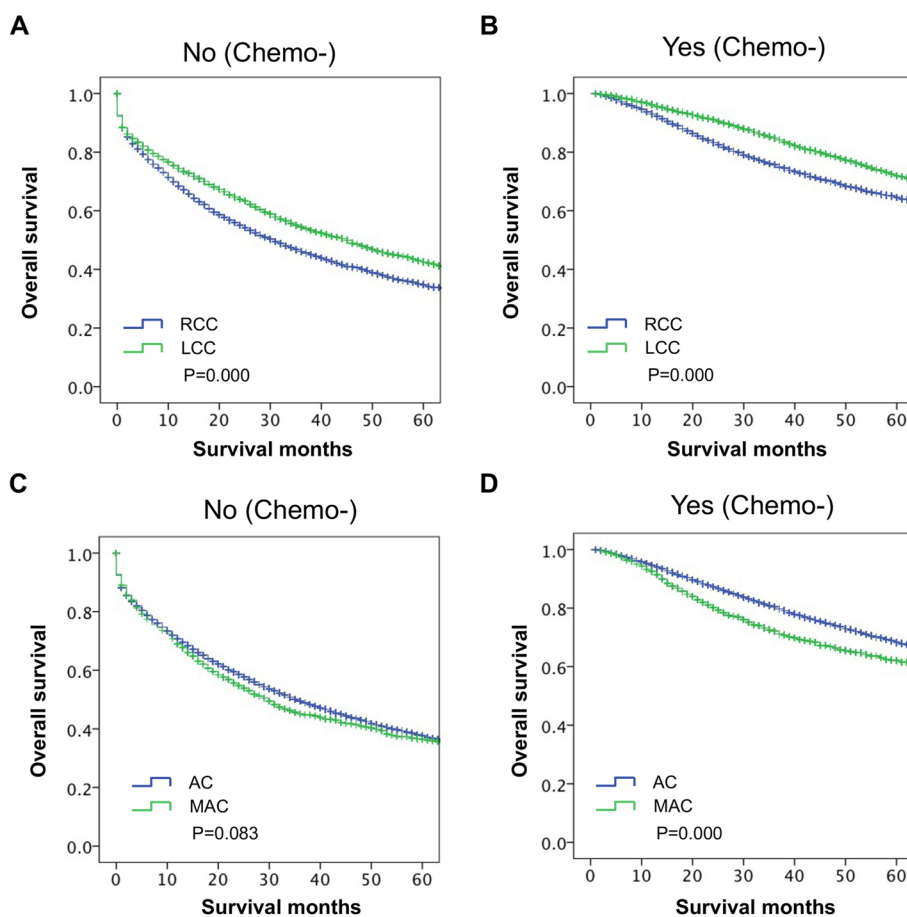 A
No (Chemo-)
Overall survival
1.0
0.8
0.6
0.4
0.2
0.0
RCC
LCC
P=0.000
0 10 20 30 40 50 60
Survival months
B
Yes (Chemo-)
Overall survival
1.0
0.8
0.6
0.4
0.2
0.0
RCC
LCC
P=0.000
0 10 20 30 40 50 60
Survival months
C
No (Chemo-)
Overall survival
1.0
0.8
0.6
0.4
0.2
0.0
AC
MAC
P=0.083
0 10 20 30 40 50 60
Survival months
D
Yes (Chemo-)
Overall survival
1.0
0.8
0.6
0.4
0.2
0.0
AC
MAC
P=0.000
0 10 20 30 40 50 60
Survival months